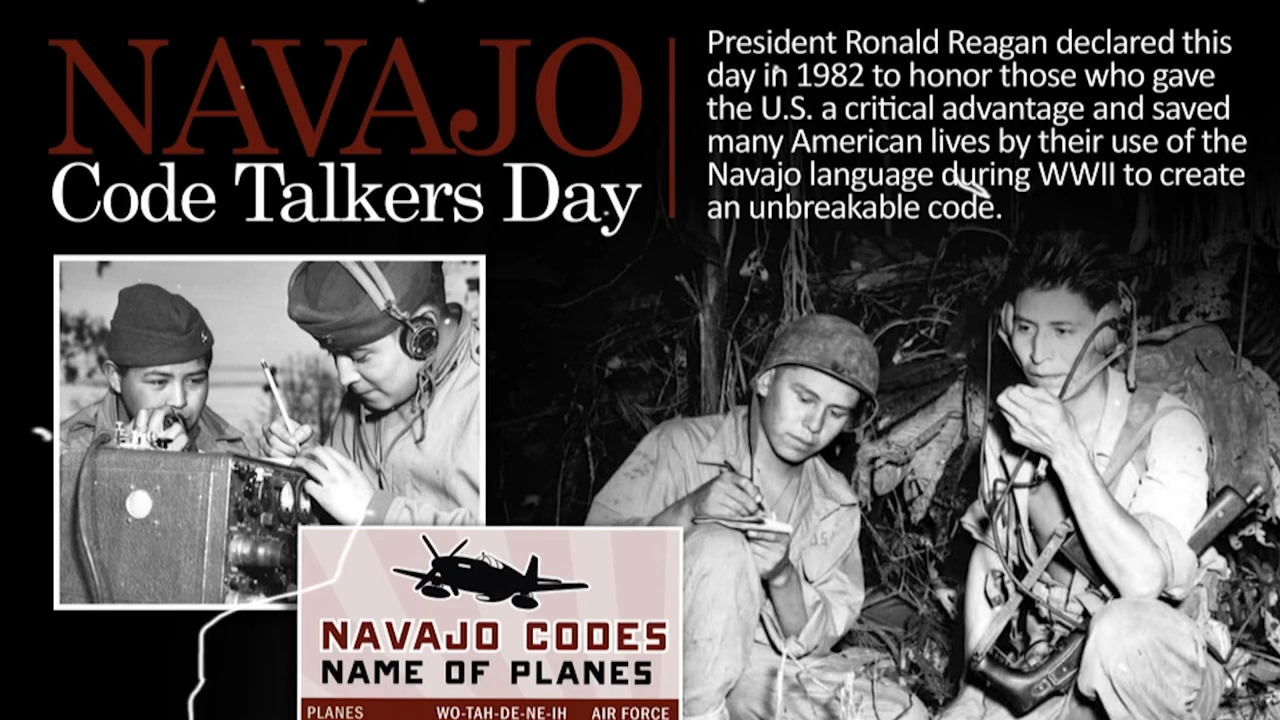 NAVAJO
Code Talkers Day
President Ronald Reagan declared this
day in 1982 to honor those who gave
the U.S. a critical advantage and saved
many American lives by their use of the
Navajo language during WWII to create
an unbreakable code.
NAVAJO CODES
NAME OF PLANES
PLANES WO-TAH-DE-NE-IH AIR FORCE